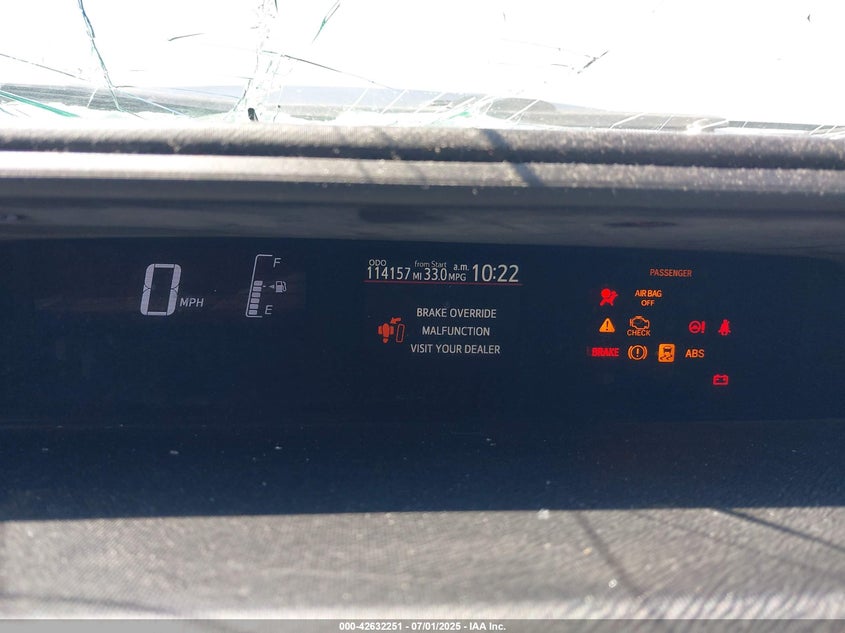 0 MPH
F
E
ODO from Start a.m.
114157 MI 33.0 MPG 10:22
BRAKE OVERRIDE
MALFUNCTION
VISIT YOUR DEALER
PASSENGER
AIR BAG
OFF
CHECK
BRAKE ABS
000-42632251 - 07/01/2025 - IAA Inc.